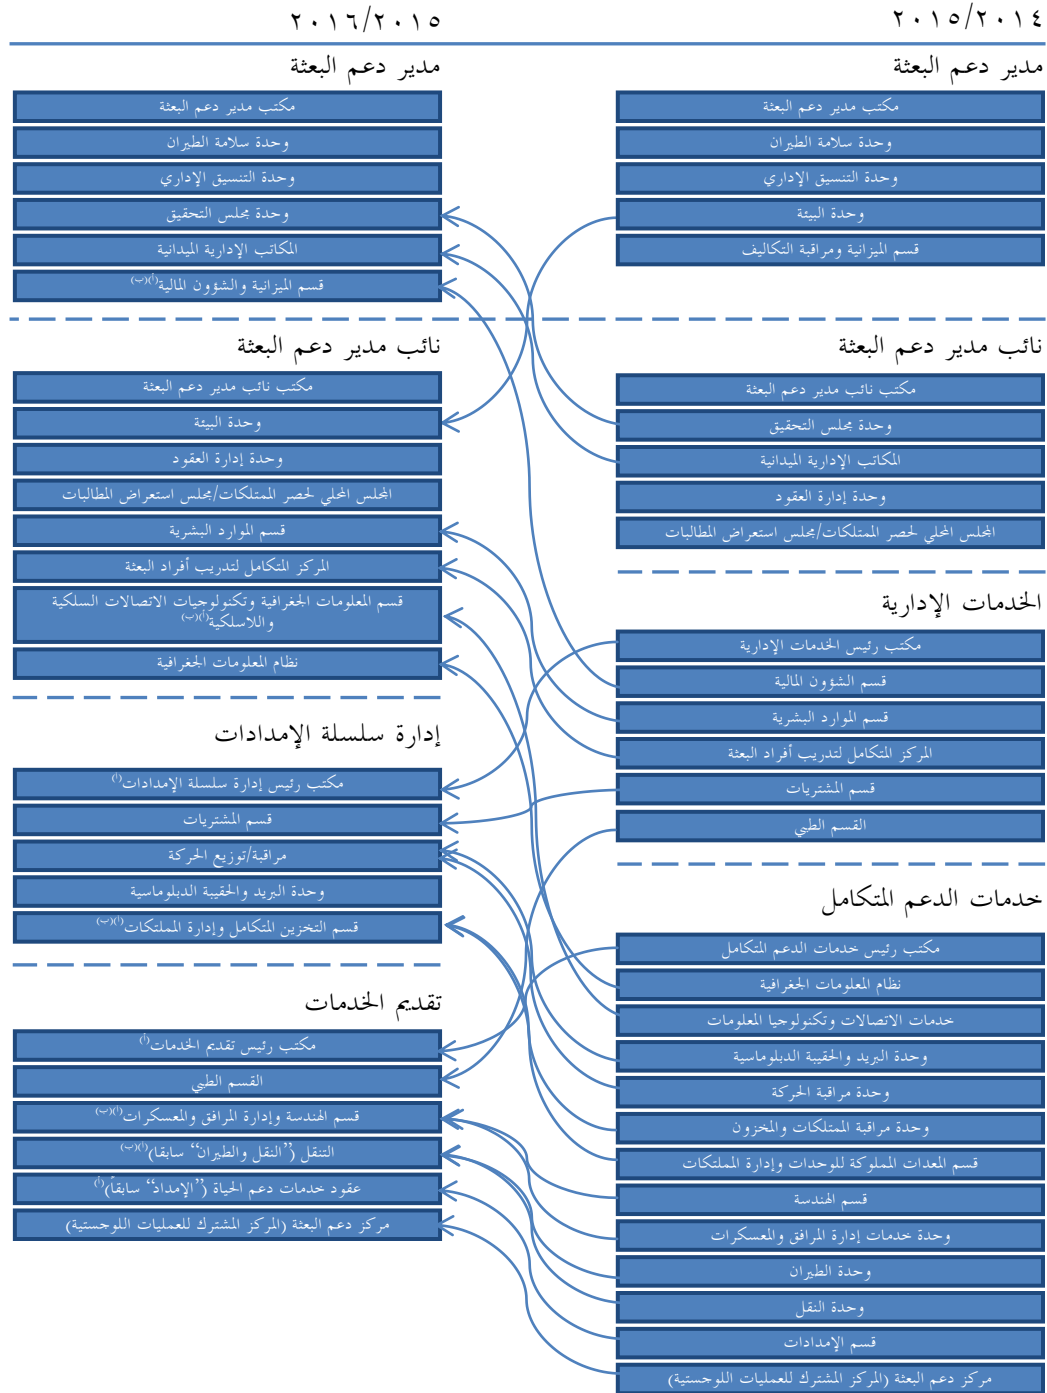 ٢٠١٥/٢٠١٤
مدير دعم البعثة
مكتب مدير دعم البعثة
وحدة سلامة الطيران
وحدة التنسيق الإداري
وحدة البيئة
قسم الميزانية ومراقبة التكاليف
نائب مدير دعم البعثة
مكتب نائب مدير دعم البعثة
وحدة مجلس التحقيق
المكاتب الإدارية الميدانية
وحدة إدارة العقود
المجلس المحلي لحصر الممتلكات/مجلس استعراض المطالبات
الخدمات الإدارية
مكتب رئيس الخدمات الإدارية
قسم الشؤون المالية
قسم الموارد البشرية
المركز المتكامل لتدريب أفراد البعثة
قسم المشتريات
القسم الطبي
خدمات الدعم المتكامل
مكتب رئيس خدمات الدعم المتكامل
نظام المعلومات الجغرافية
خدمات الاتصالات وتكنولوجيا المعلومات
وحدة البريد والحقيبة الدبلوماسية
وحدة مراقبة الحركة
وحدة مراقبة الممتلكات والمخزون
قسم المعدات المملوكة للوحدات وإدارة الممتلكات
قسم الهندسة
وحدة خدمات إدارة المرافق والمعسكرات
وحدة الطيران
وحدة النقل
قسم الإمدادات
مركز دعم البعثة (المركز المشترك للعمليات اللوجستية)
٢٠١٦/٢٠١٥
مدير دعم البعثة
مكتب مدير دعم البعثة
وحدة سلامة الطيران
وحدة التنسيق الإداري
وحدة مجلس التحقيق
المكاتب الإدارية الميدانية
قسم الميزانية والشؤون المالية(أ)(ب)
نائب مدير دعم البعثة
مكتب نائب مدير دعم البعثة
وحدة البيئة
وحدة إدارة العقود
المجلس المحلي لحصر الممتلكات/مجلس استعراض المطالبات
قسم الموارد البشرية
المركز المتكامل لتدريب أفراد البعثة
قسم المعلومات الجغرافية وتكنولوجيات الاتصالات السلكية
واللاسلكية(أ)(ب)
نظام المعلومات الجغرافية
إدارة سلسلة الإمدادات
مكتب رئيس إدارة سلسلة الإمدادات(أ)
قسم المشتريات
مراقبة/توزيع الحركة
وحدة البريد والحقيبة الدبلوماسية
قسم التخزين المتكامل وإدارة المملتكات(أ)(ب)
تقديم الخدمات
مكتب رئيس تقديم الخدمات(أ)
القسم الطبي
قسم الهندسة وإدارة المرافق والمعسكرات(أ)(ب)
التنقل (”النقل والطيران“ سابقا)(أ)(ب)
عقود خدمات دعم الحياة (”الإمداد“ سابقاً)(أ)
مركز دعم البعثة (المركز المشترك للعمليات اللوجستية)